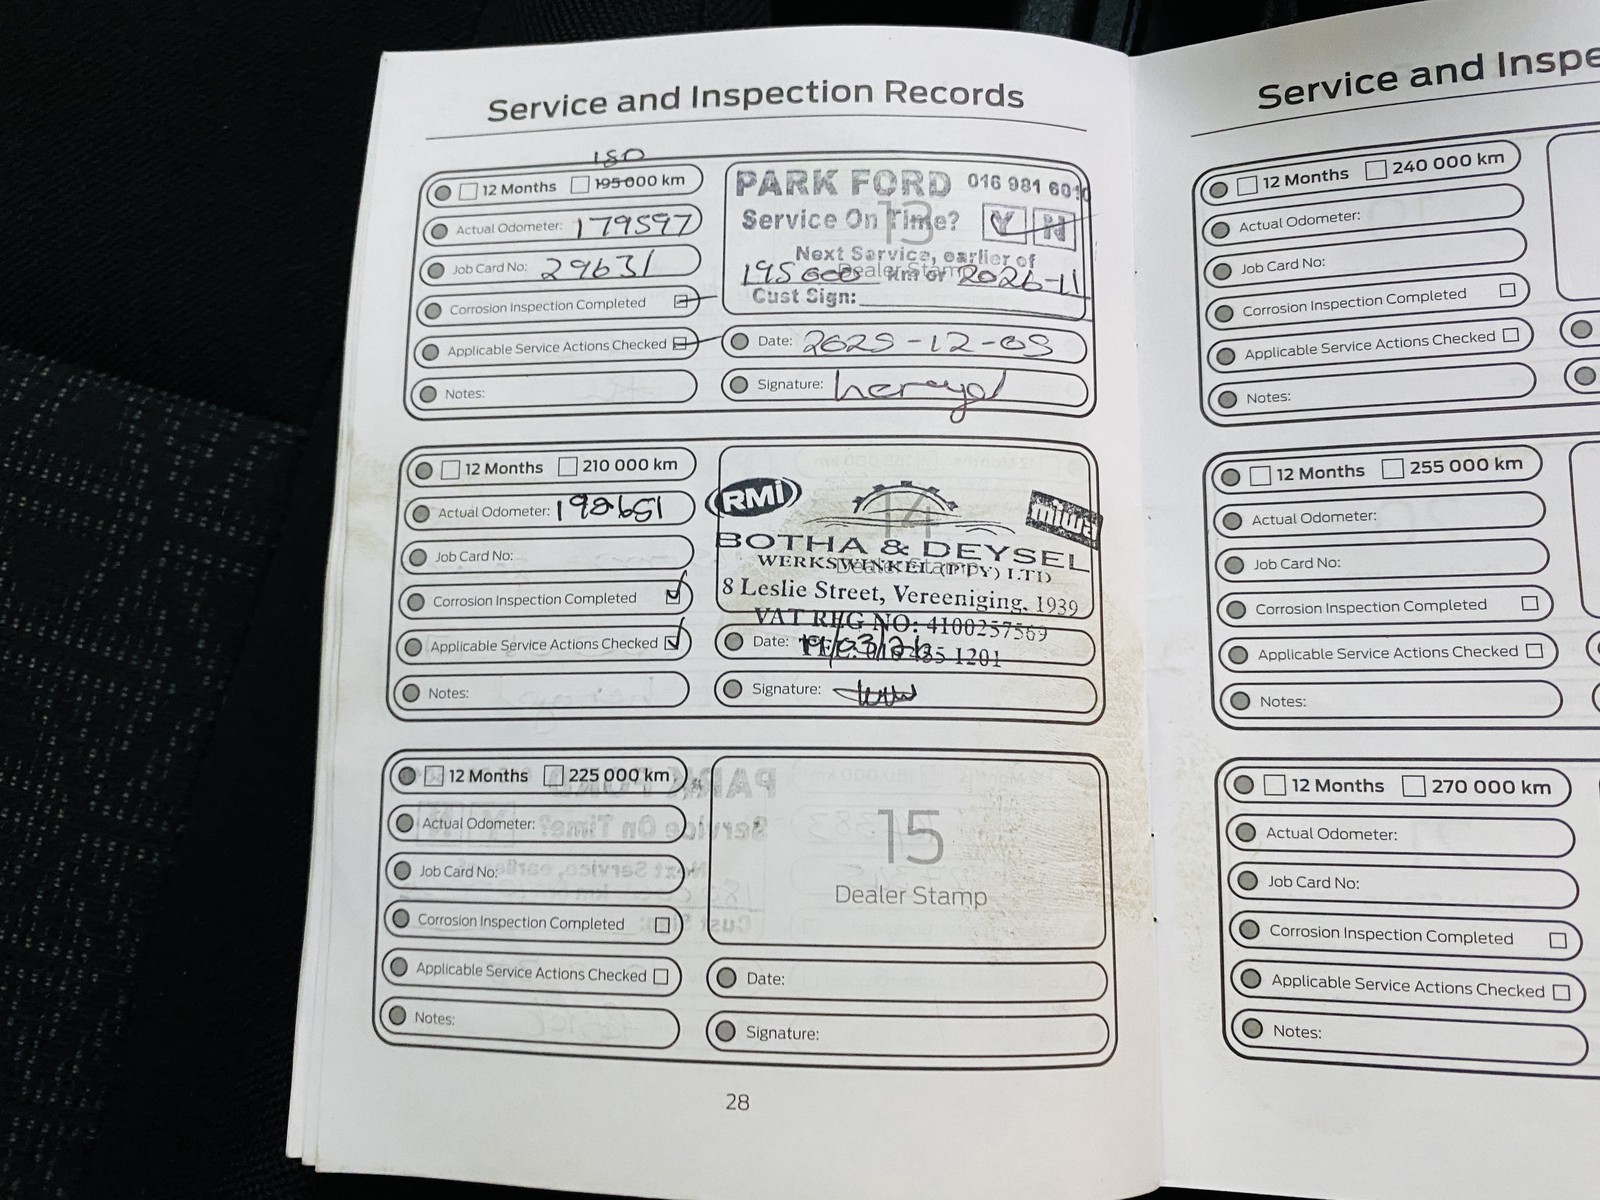 Service and Inspection Records
180
12 Months 195 000 km
Actual Odometer: 179597
Job Card No: 29631
Corrosion Inspection Completed
Applicable Service Actions Checked
Notes:
PARK FORD 016 981 6010
13
Service On Time? Y N
Next Service, earlier of
Dealer Stamp
195 000 km or 2026-11
Cust Sign:
Date: 2025-12-05
Signature:
12 Months 210 000 km
Actual Odometer: 192651
Job Card No:
Corrosion Inspection Completed
Applicable Service Actions Checked
Notes:
RMi
14
miwa
BOTHA & DEYSEL
WERKSWINKEL (PTY) LTD
Dealer Stamp
8 Leslie Street, Vereeniging, 1939
VAT REG NO: 4100257569
1201
Date: 19/03/26
Signature:
12 Months 225 000 km
Actual Odometer:
Job Card No:
Corrosion Inspection Completed
Applicable Service Actions Checked
Notes:
15
Dealer Stamp
Date:
Signature:
28
Service and Inspe
12 Months 240 000 km
Actual Odometer:
Job Card No:
Corrosion Inspection Completed
Applicable Service Actions Checked
Notes:
12 Months 255 000 km
Actual Odometer:
Job Card No:
Corrosion Inspection Completed
Applicable Service Actions Checked
Notes:
12 Months 270 000 km
Actual Odometer:
Job Card No:
Corrosion Inspection Completed
Applicable Service Actions Checked
Notes: